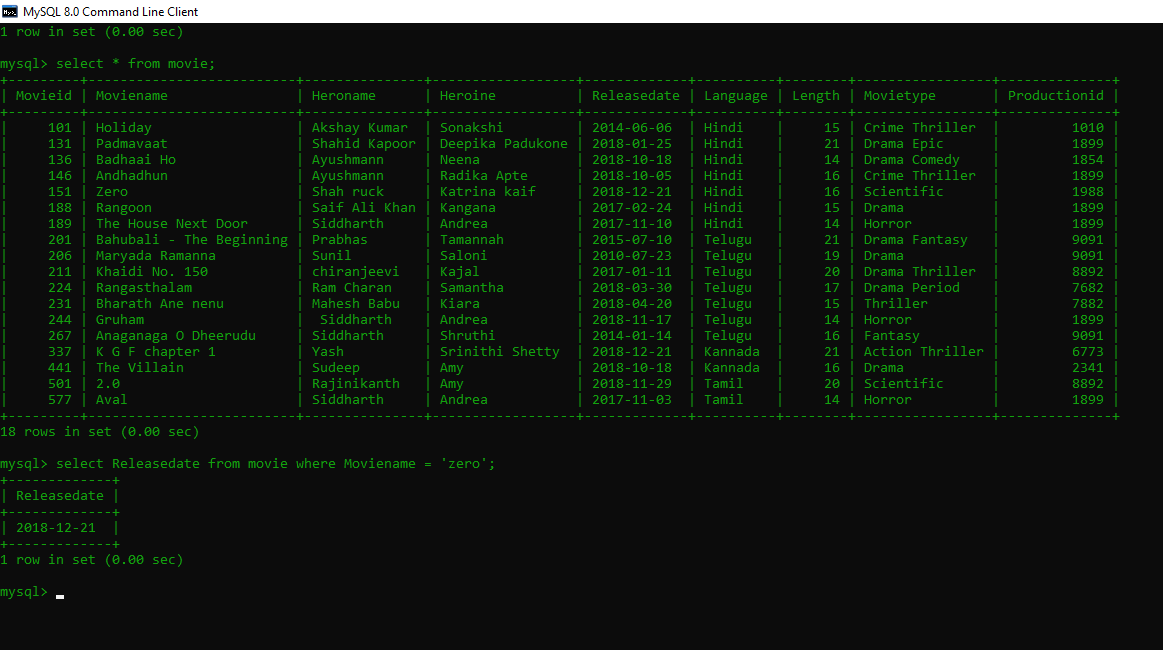 MySQL 8.0 Command Line Client
1 row in set (0.00 sec)
mysql> select * from movie;
+---------+--------------------------+---------------+------------------+-------------+----------+--------+-----------------+--------------+
| Movieid | Moviename                | Heroname      | Heroine          | Releasedate | Language | Length | Movietype       | Productionid |
+---------+--------------------------+---------------+------------------+-------------+----------+--------+-----------------+--------------+
|     101 | Holiday                  | Akshay Kumar  | Sonakshi         | 2014-06-06  | Hindi    |     15 | Crime Thriller  |         1010 |
|     131 | Padmavaat                | Shahid Kapoor | Deepika Padukone | 2018-01-25  | Hindi    |     21 | Drama Epic      |         1899 |
|     136 | Badhaai Ho               | Ayushmann     | Neena            | 2018-10-18  | Hindi    |     14 | Drama Comedy    |         1854 |
|     146 | Andhadhun                | Ayushmann     | Radika Apte      | 2018-10-05  | Hindi    |     16 | Crime Thriller  |         1899 |
|     151 | Zero                     | Shah ruck     | Katrina kaif     | 2018-12-21  | Hindi    |     16 | Scientific      |         1988 |
|     188 | Rangoon                  | Saif Ali Khan | Kangana          | 2017-02-24  | Hindi    |     15 | Drama           |         1899 |
|     189 | The House Next Door      | Siddharth     | Andrea           | 2017-11-10  | Hindi    |     14 | Horror          |         1899 |
|     201 | Bahubali - The Beginning | Prabhas       | Tamannah         | 2015-07-10  | Telugu   |     21 | Drama Fantasy   |         9091 |
|     206 | Maryada Ramanna          | Sunil         | Saloni           | 2010-07-23  | Telugu   |     19 | Drama           |         9091 |
|     211 | Khaidi No. 150           | chiranjeevi   | Kajal            | 2017-01-11  | Telugu   |     20 | Drama Thriller  |         8892 |
|     224 | Rangasthalam             | Ram Charan    | Samantha         | 2018-03-30  | Telugu   |     17 | Drama Period    |         7682 |
|     231 | Bharath Ane nenu         | Mahesh Babu   | Kiara            | 2018-04-20  | Telugu   |     15 | Thriller        |         7882 |
|     244 | Gruham                   |  Siddharth    | Andrea           | 2018-11-17  | Telugu   |     14 | Horror          |         1899 |
|     267 | Anaganaga O Dheerudu     | Siddharth     | Shruthi          | 2014-01-14  | Telugu   |     16 | Fantasy         |         9091 |
|     337 | K G F chapter 1          | Yash          | Srinithi Shetty  | 2018-12-21  | Kannada  |     21 | Action Thriller |         6773 |
|     441 | The Villain              | Sudeep        | Amy              | 2018-10-18  | Kannada  |     16 | Drama           |         2341 |
|     501 | 2.0                      | Rajinikanth   | Amy              | 2018-11-29  | Tamil    |     20 | Scientific      |         8892 |
|     577 | Aval                     | Siddharth     | Andrea           | 2017-11-03  | Tamil    |     14 | Horror          |         1899 |
+---------+--------------------------+---------------+------------------+-------------+----------+--------+-----------------+--------------+
18 rows in set (0.00 sec)
mysql> select Releasedate from movie where Moviename = 'zero';
+-------------+
| Releasedate |
+-------------+
| 2018-12-21  |
+-------------+
1 row in set (0.00 sec)
mysql>